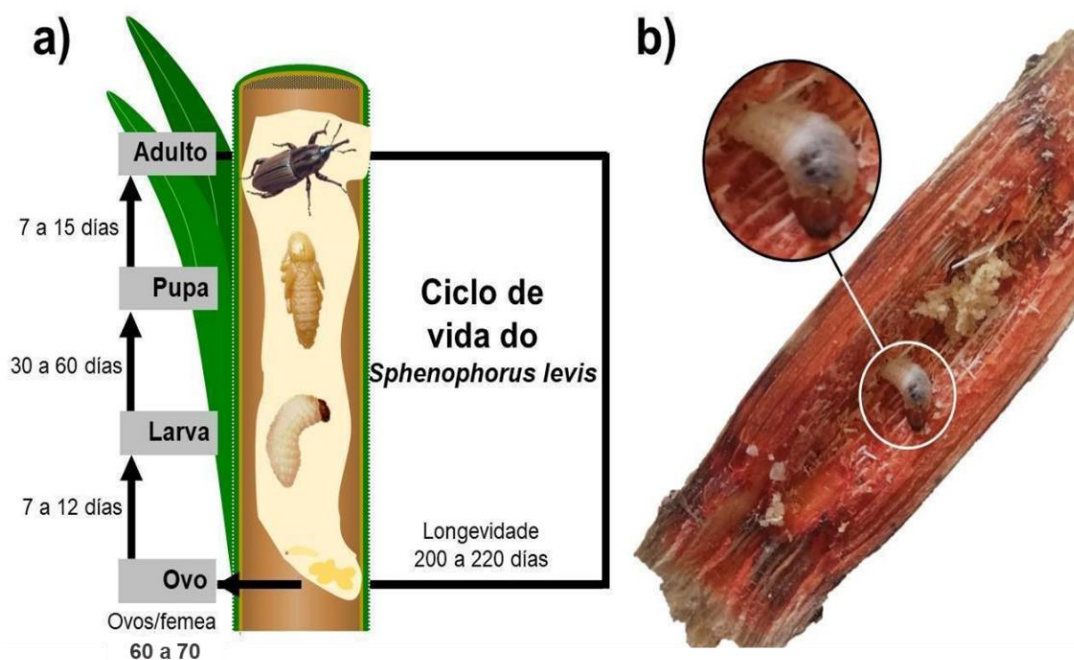 a)
b)
Adulto
7 a 15 días
Pupa
30 a 60 días
Larva
7 a 12 días
Ovo
Ovos/femea
60 a 70
Ciclo de
vida do
Sphenophorus levis
Longevidade
200 a 220 días